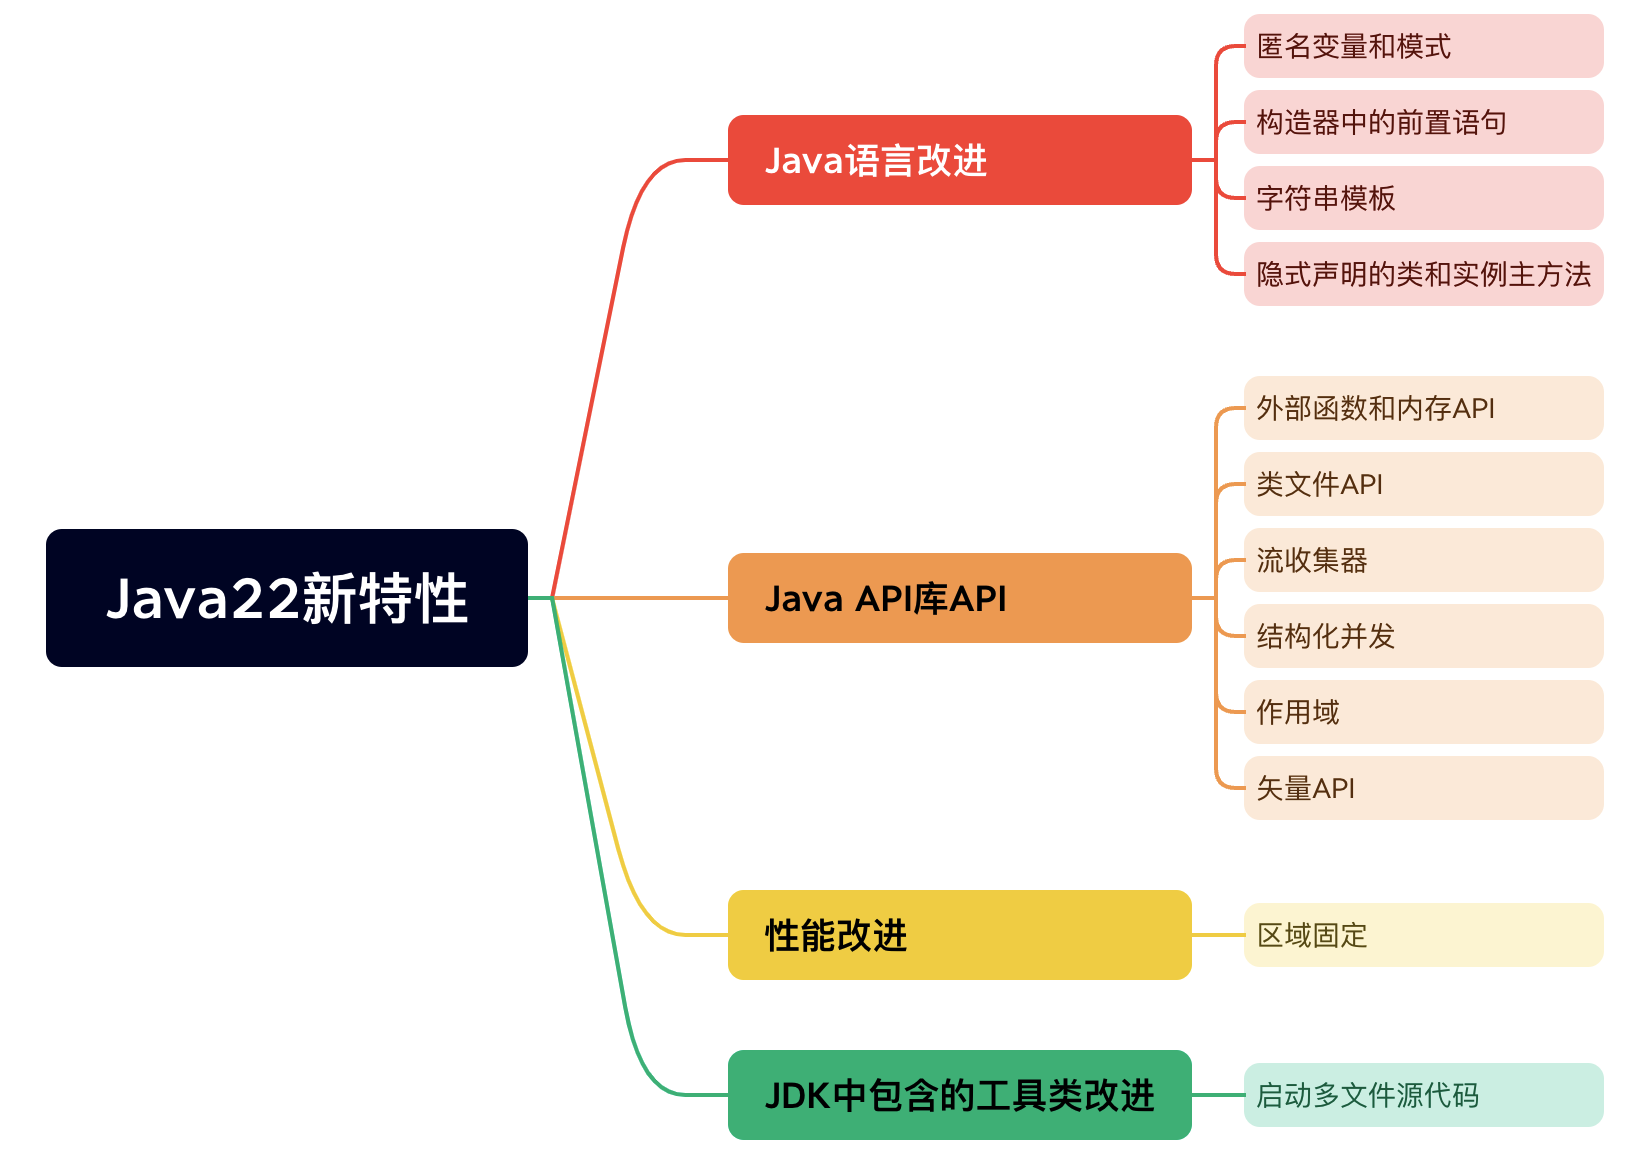 Java22新特性
Java语言改进
匿名变量和模式
构造器中的前置语句
字符串模板
隐式声明的类和实例主方法
Java API库API
外部函数和内存API
类文件API
流收集器
结构化并发
作用域
矢量API
性能改进
区域固定
JDK中包含的工具类改进
启动多文件源代码